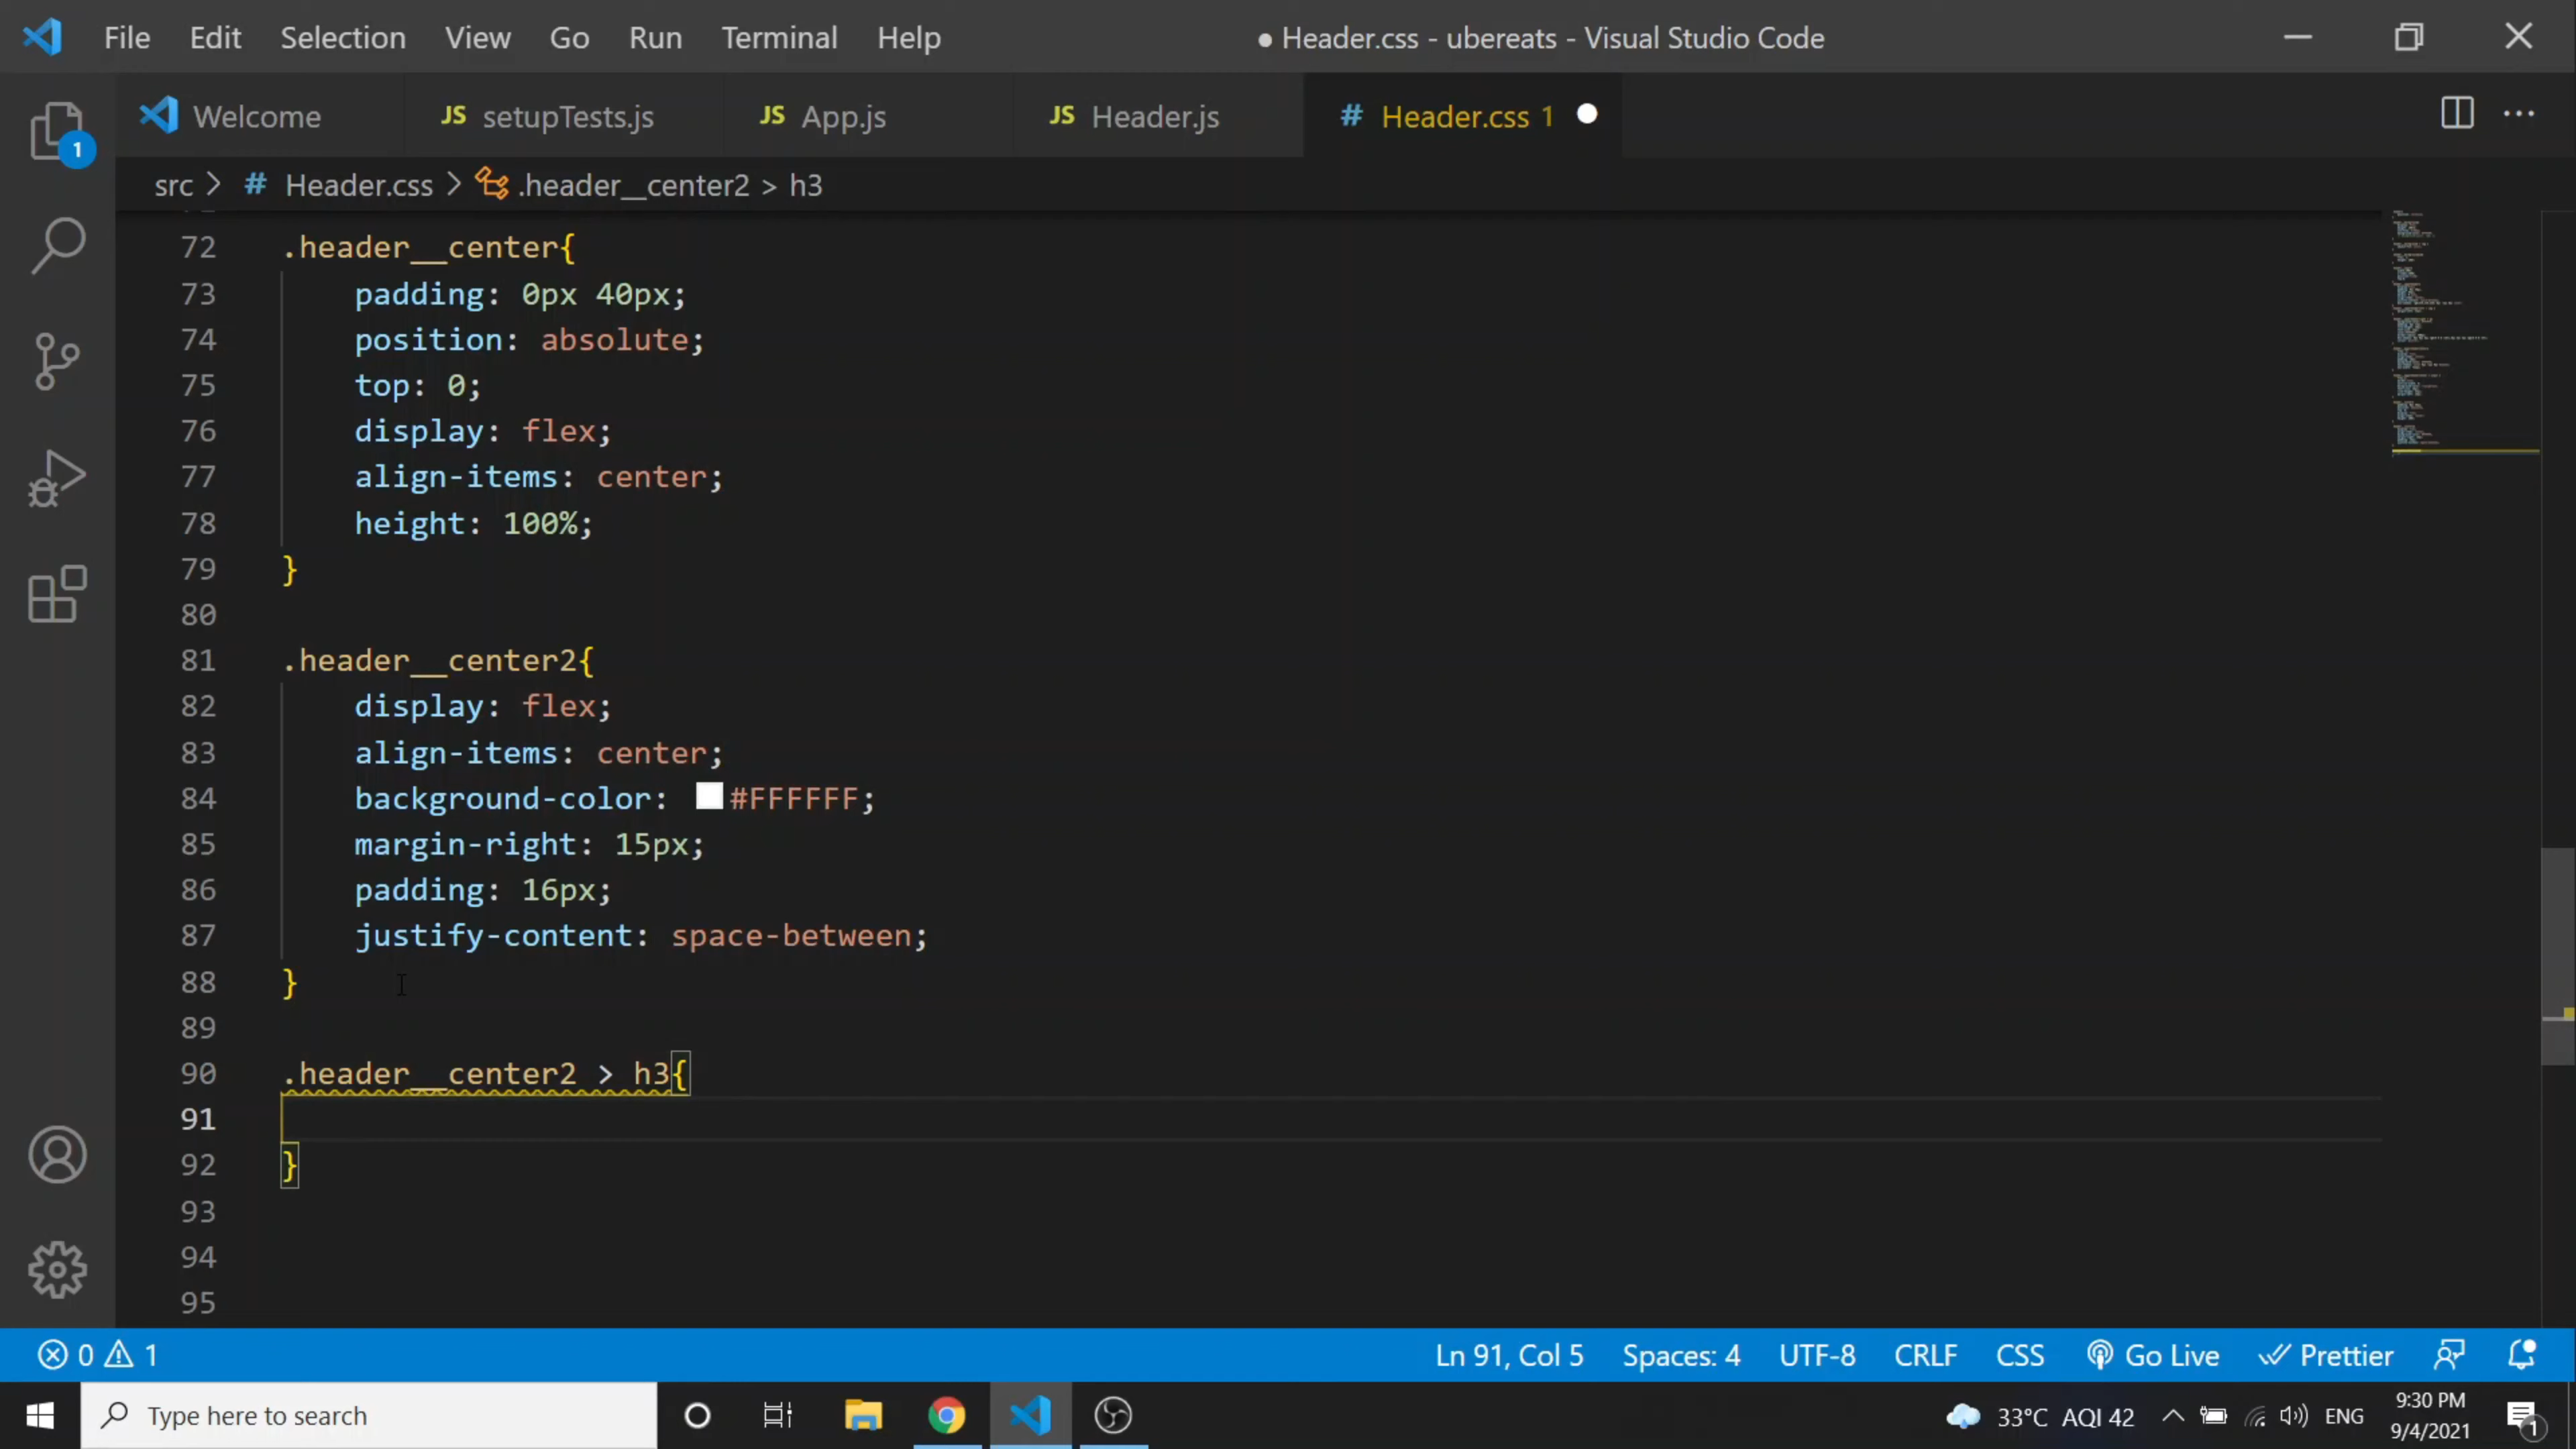 File Edit Selection View Go Run Terminal Help ● Header.css - ubereats - Visual Studio Code
Welcome JS setupTests.js JS App.js JS Header.js # Header.css 1
1
src > # Header.css > .header__center2 > h3
72 .header__center{
73 padding: 0px 40px;
74 position: absolute;
75 top: 0;
76 display: flex;
77 align-items: center;
78 height: 100%;
79 }
80
81 .header__center2{
82 display: flex;
83 align-items: center;
84 background-color: #FFFFFF;
85 margin-right: 15px;
86 padding: 16px;
87 justify-content: space-between;
88 }
89
90 .header__center2 > h3{
91
92 }
93
94
95
0 1 Ln 91, Col 5 Spaces: 4 UTF-8 CRLF CSS Go Live Prettier
Type here to search 33°C AQI 42 ENG 9:30 PM
9/4/2021 1